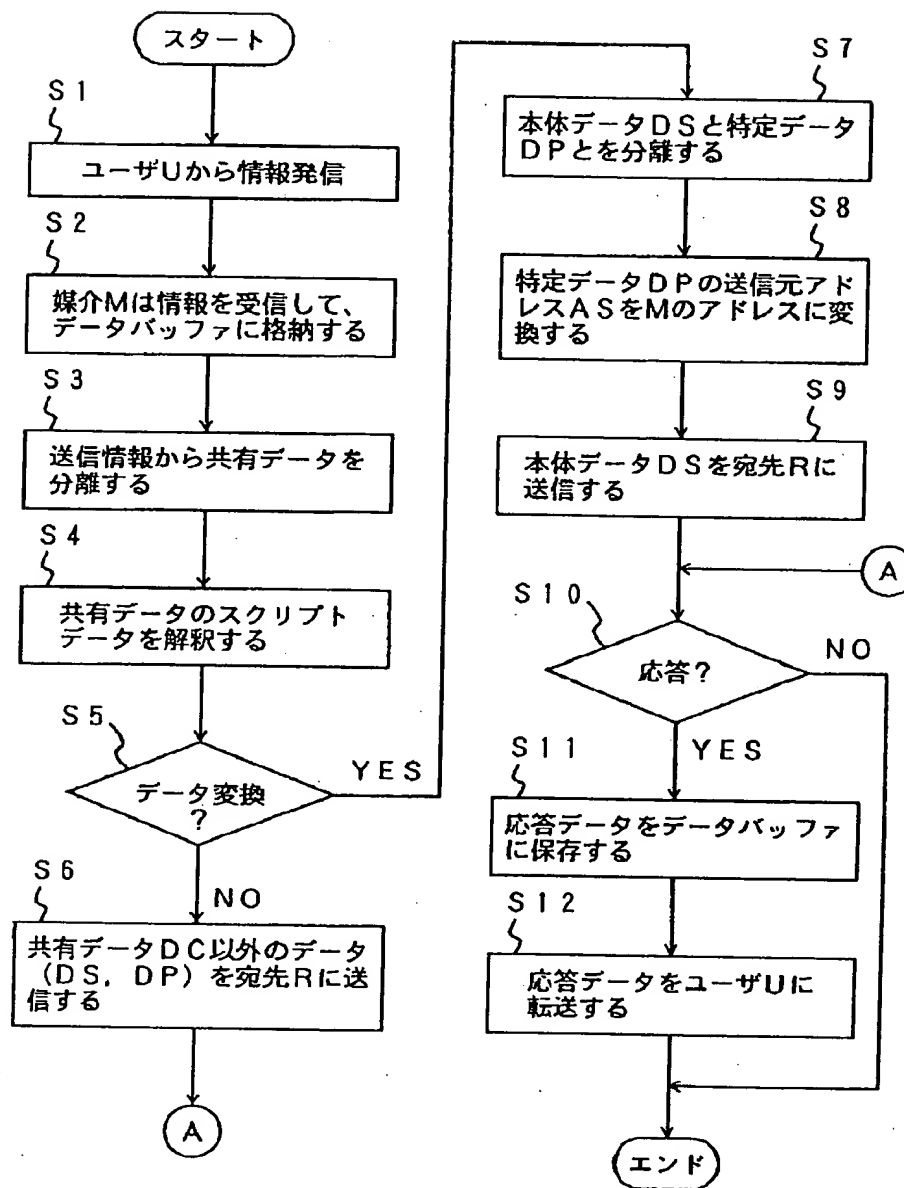 スタート
S1
ユーザUから情報発信
S2
媒介Mは情報を受信して、
データバッファに格納する
S3
送信情報から共有データを
分離する
S4
共有データのスクリプト
データを解釈する
S5
データ変換
?
YES
NO
S6
共有データDC以外のデータ
(DS, DP)を宛先Rに送
信する
A
S7
本体データDSと特定データ
DPとを分離する
S8
特定データDPの送信元アド
レスASをMのアドレスに変
換する
S9
本体データDSを宛先Rに
送信する
A
S10
応答?
NO
YES
S11
応答データをデータバッファ
に保存する
S12
応答データをユーザUに
転送する
エンド